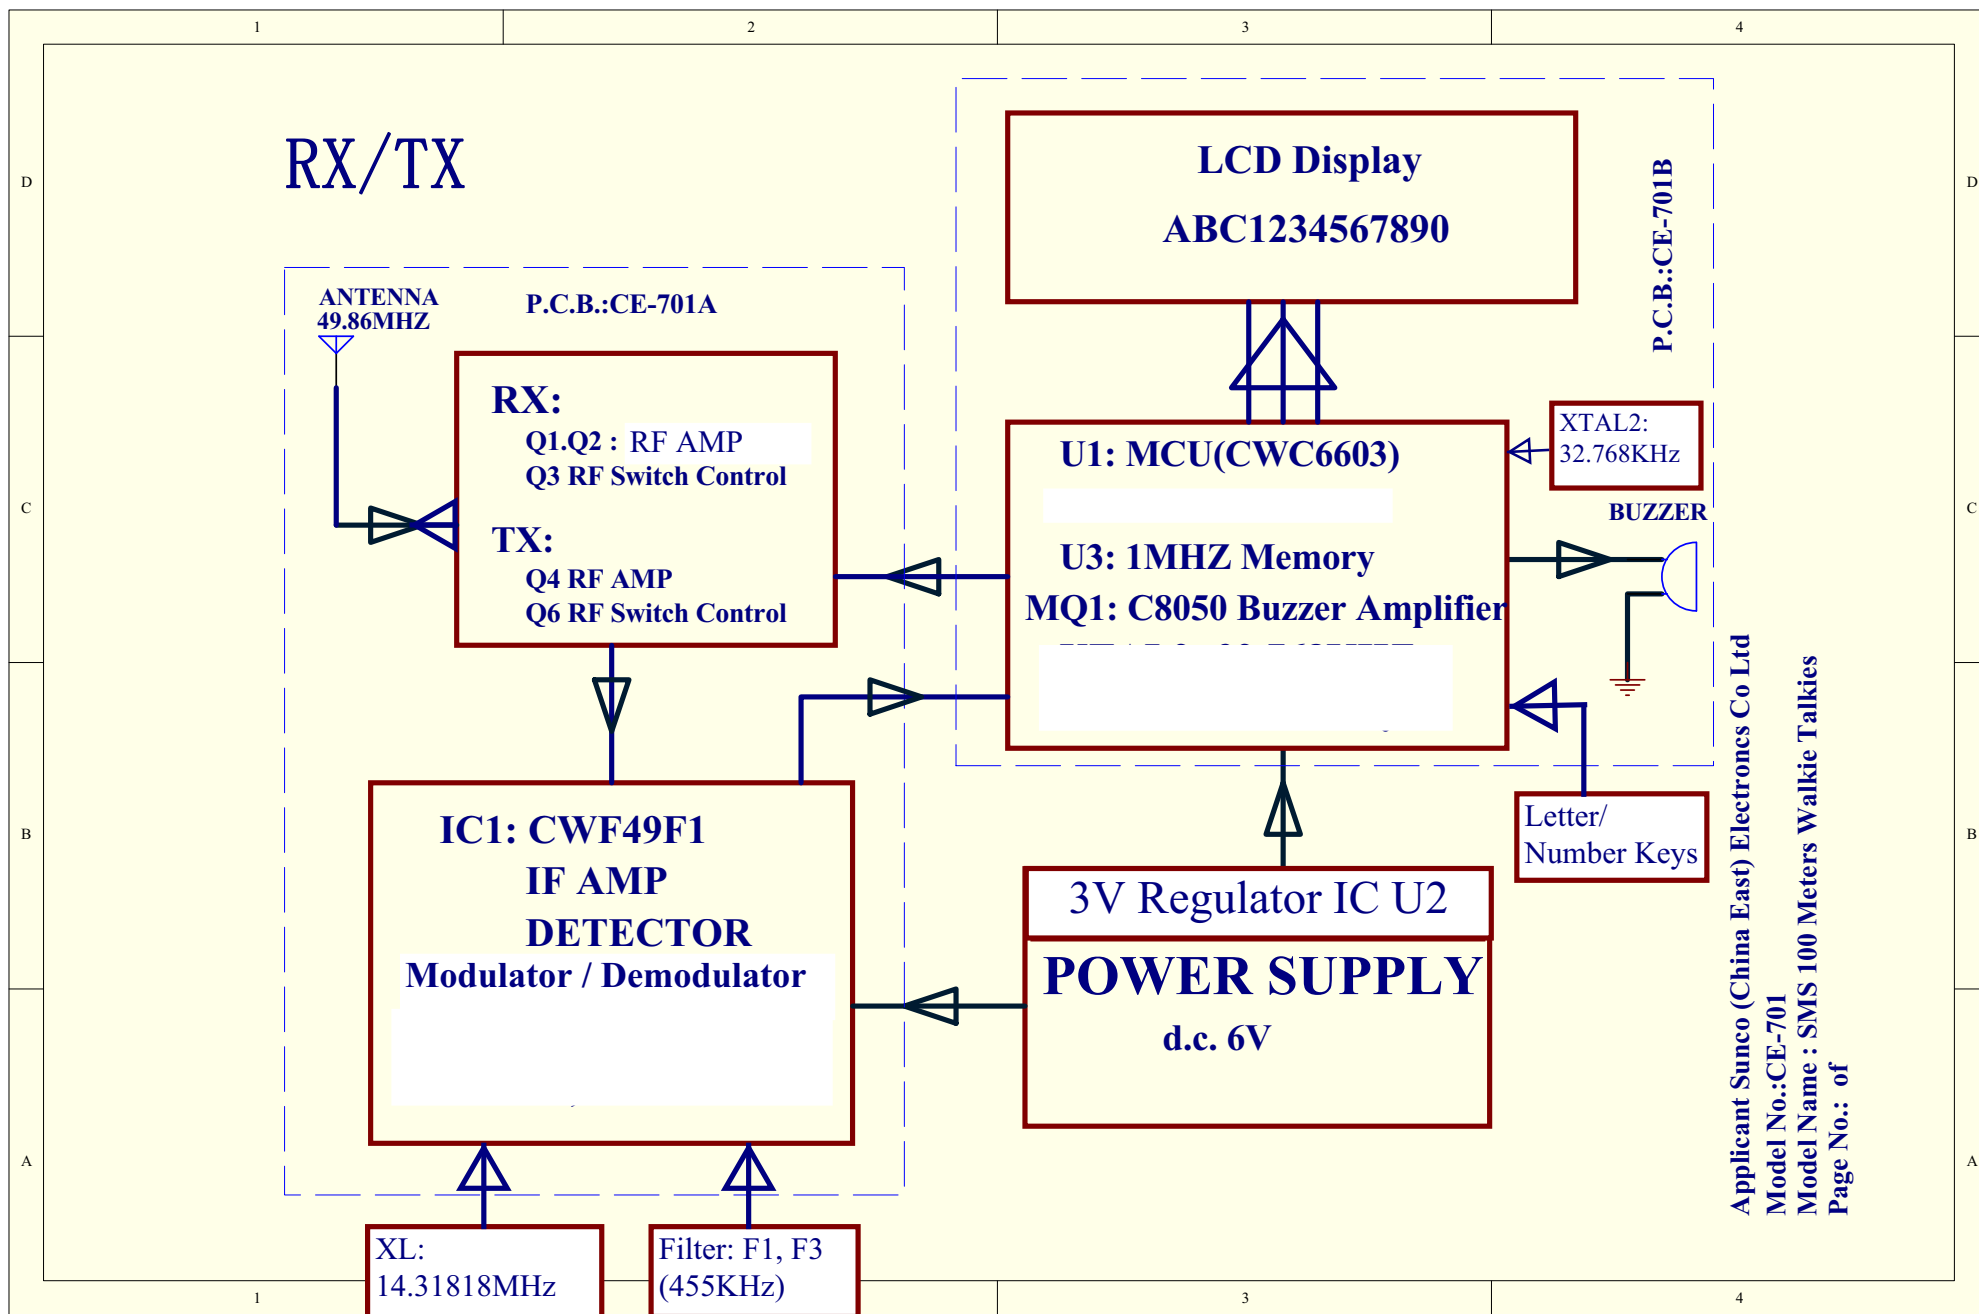 1 2 3 4
D D
C C
B B
A A
1 3 4
RX/TX
LCD Display
ABC1234567890
P.C.B.:CE-701B
ANTENNA
49.86MHZ
P.C.B.:CE-701A
RX:
Q1.Q2 : RF AMP
Q3 RF Switch Control
TX:
Q4 RF AMP
Q6 RF Switch Control
U1: MCU(CWC6603)
U3: 1MHZ Memory
MQ1: C8050 Buzzer Amplifier
XTAL2:
32.768KHz
BUZZER
IC1: CWF49F1
IF AMP
DETECTOR
Modulator / Demodulator
3V Regulator IC U2
POWER SUPPLY
d.c. 6V
Letter/
Number Keys
XL:
14.31818MHz
Filter: F1, F3
(455KHz)
Applicant Sunco (China East) Electroncs Co Ltd
Model No.:CE-701
Model Name : SMS 100 Meters Walkie Talkies
Page No.: of